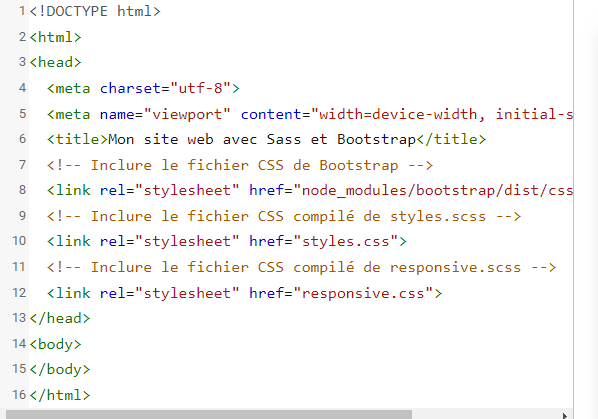 1 <!DOCTYPE html>
2 <html>
3 <head>
4 <meta charset="utf-8">
5 <meta name="viewport" content="width=device-width, initial-s
6 <title>Mon site web avec Sass et Bootstrap</title>
7 <!-- Inclure le fichier CSS de Bootstrap -->
8 <link rel="stylesheet" href="node_modules/bootstrap/dist/css
9 <!-- Inclure le fichier CSS compilé de styles.scss -->
10 <link rel="stylesheet" href="styles.css">
11 <!-- Inclure le fichier CSS compilé de responsive.scss -->
12 <link rel="stylesheet" href="responsive.css">
13 </head>
14 <body>
15 </body>
16 </html>